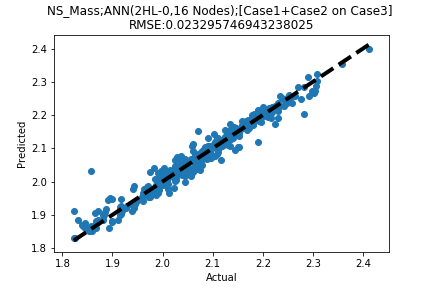 NS_Mass;ANN(2HL-0,16 Nodes);[Case1+Case2 on Case3]
RMSE:0.023295746943238025
2.4
2.3
2.2
2.1
2.0
1.9
1.8
Predicted
1.8 1.9 2.0 2.1 2.2 2.3 2.4
Actual